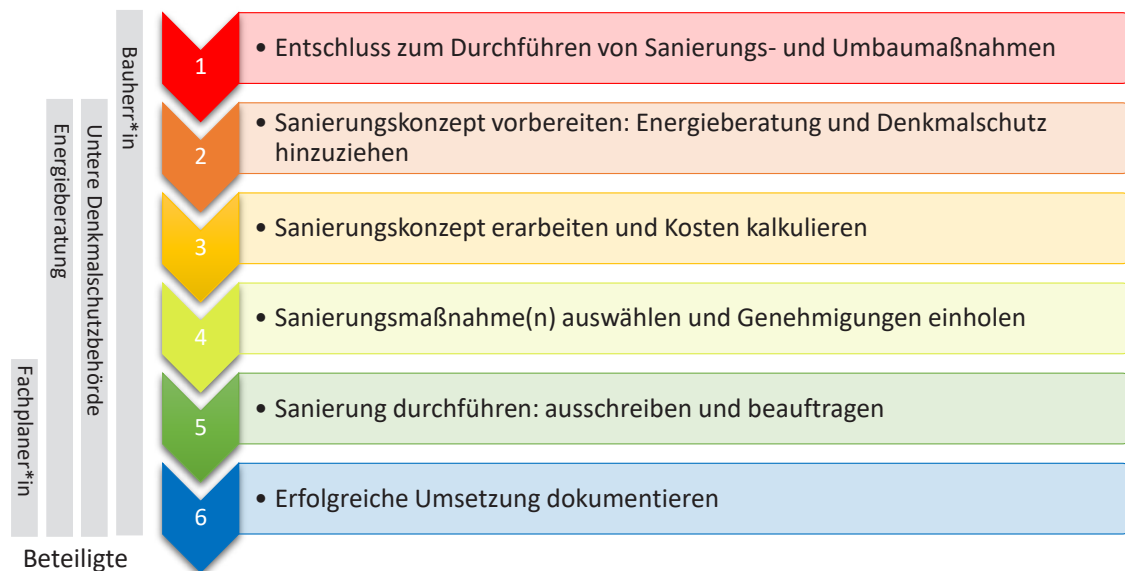 Bauherr*in
Untere Denkmalschutzbehörde
Energieberatung
Fachplaner*in
Beteiligte
1
• Entschluss zum Durchführen von Sanierungs- und Umbaumaßnahmen
2
• Sanierungskonzept vorbereiten: Energieberatung und Denkmalschutz
hinzuziehen
3
• Sanierungskonzept erarbeiten und Kosten kalkulieren
4
• Sanierungsmaßnahme(n) auswählen und Genehmigungen einholen
5
• Sanierung durchführen: ausschreiben und beauftragen
6
• Erfolgreiche Umsetzung dokumentieren